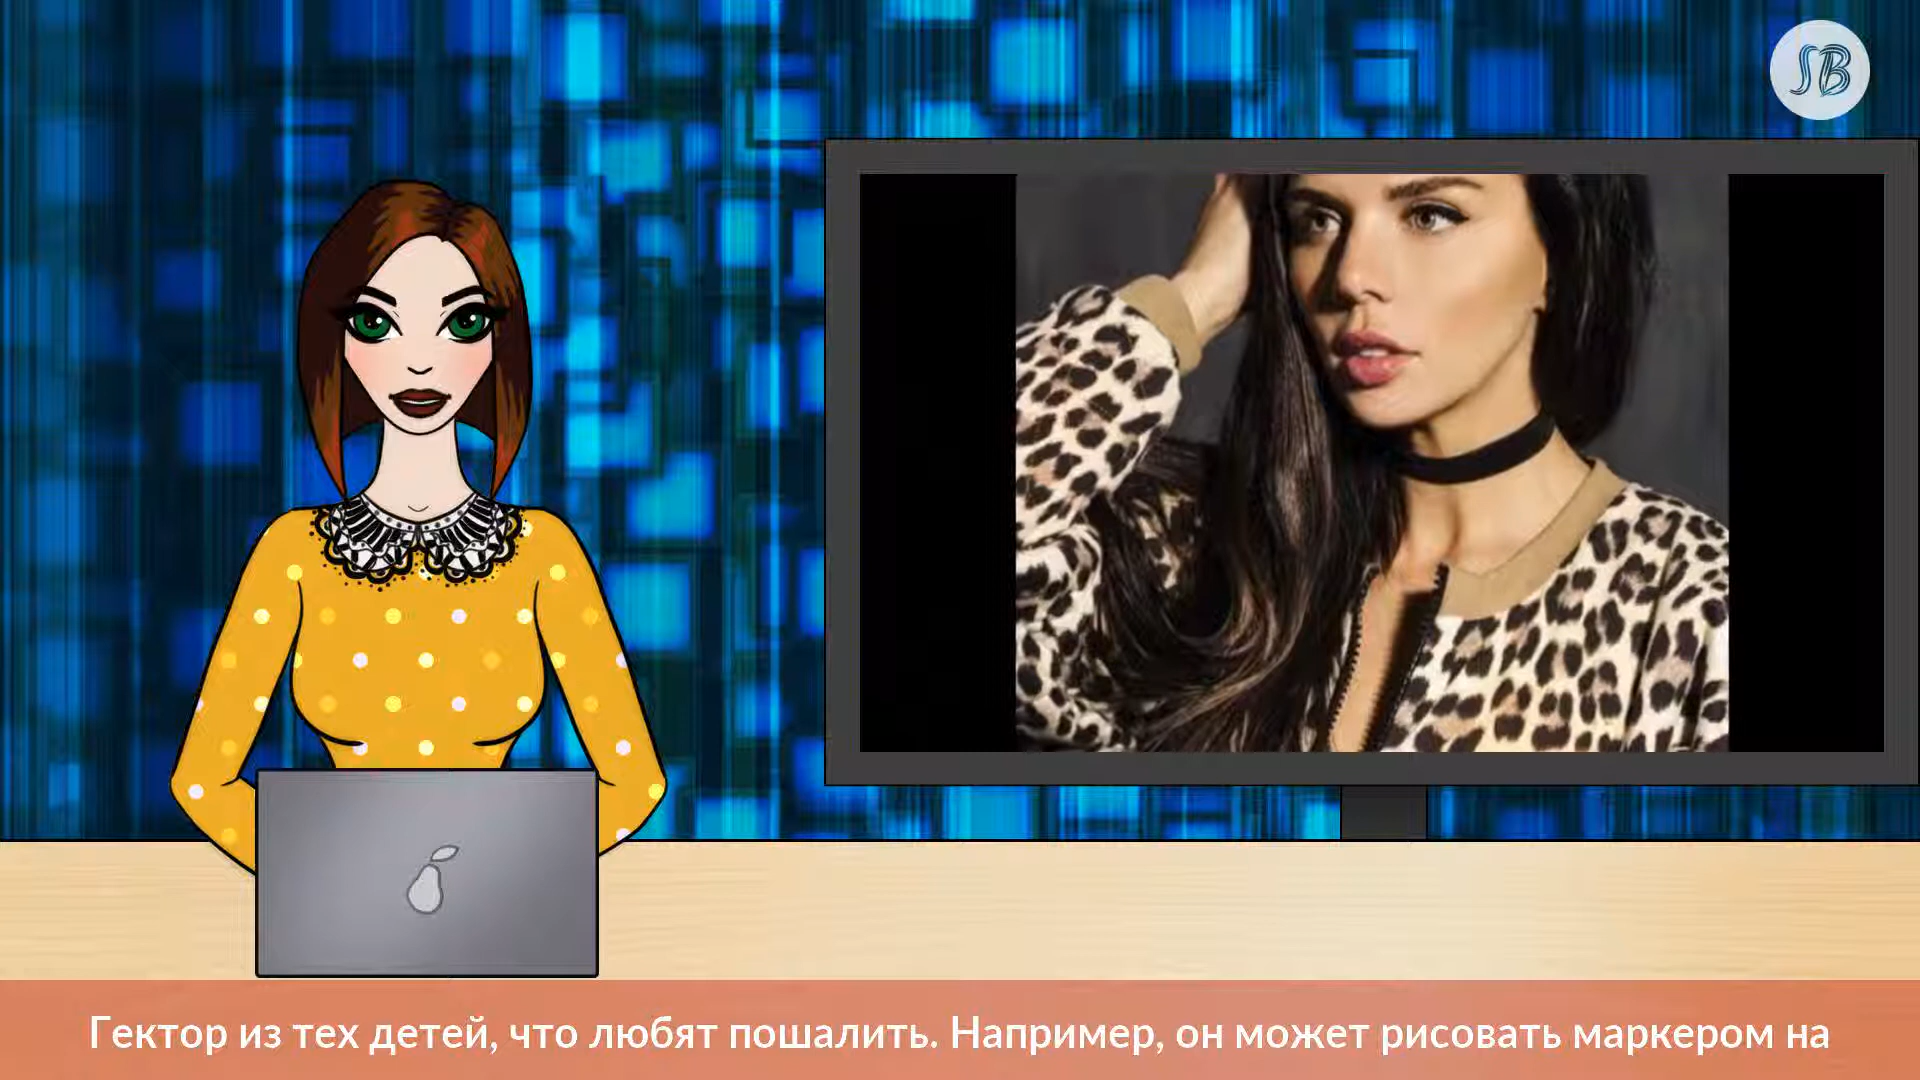 SB
Гектор из тех детей, что любят пошалить. Например, он может рисовать маркером на